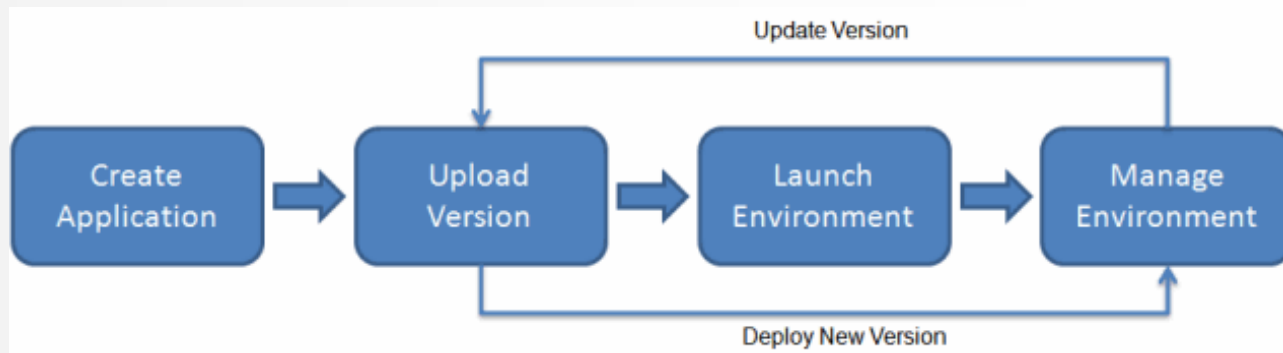 Update Version
Create
Application
Upload
Version
Launch
Environment
Manage
Environment
Deploy New Version